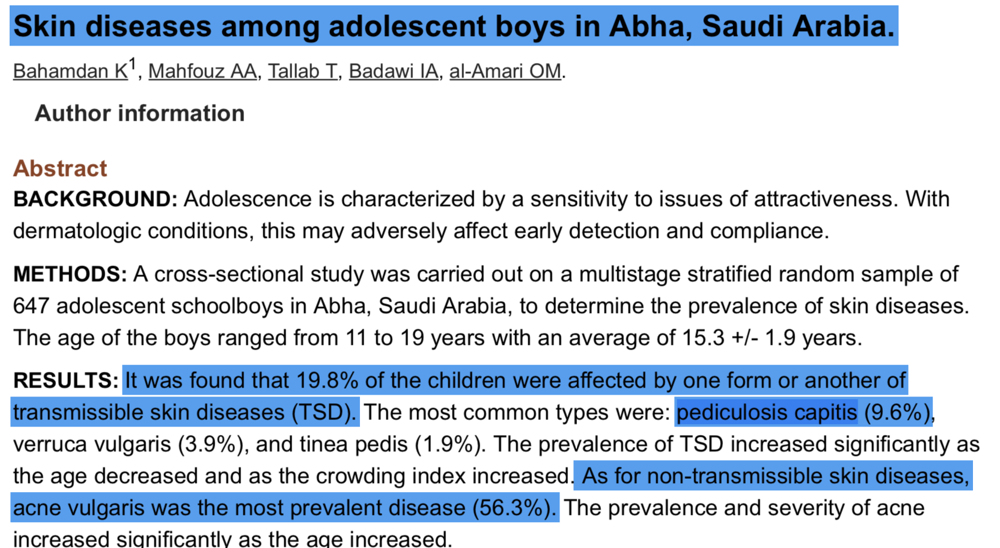 Skin diseases among adolescent boys in Abha, Saudi Arabia.
Bahamdan K1, Mahfouz AA, Tallab T, Badawi IA, al-Amari OM.
Author information
Abstract
BACKGROUND: Adolescence is characterized by a sensitivity to issues of attractiveness. With
dermatologic conditions, this may adversely affect early detection and compliance.
METHODS: A cross-sectional study was carried out on a multistage stratified random sample of
647 adolescent schoolboys in Abha, Saudi Arabia, to determine the prevalence of skin diseases.
The age of the boys ranged from 11 to 19 years with an average of 15.3 +/- 1.9 years.
RESULTS: It was found that 19.8% of the children were affected by one form or another of
transmissible skin diseases (TSD). The most common types were: pediculosis capitis (9.6%),
verruca vulgaris (3.9%), and tinea pedis (1.9%). The prevalence of TSD increased significantly as
the age decreased and as the crowding index increased. As for non-transmissible skin diseases,
acne vulgaris was the most prevalent disease (56.3%). The prevalence and severity of acne
increased significantly as the age increased.